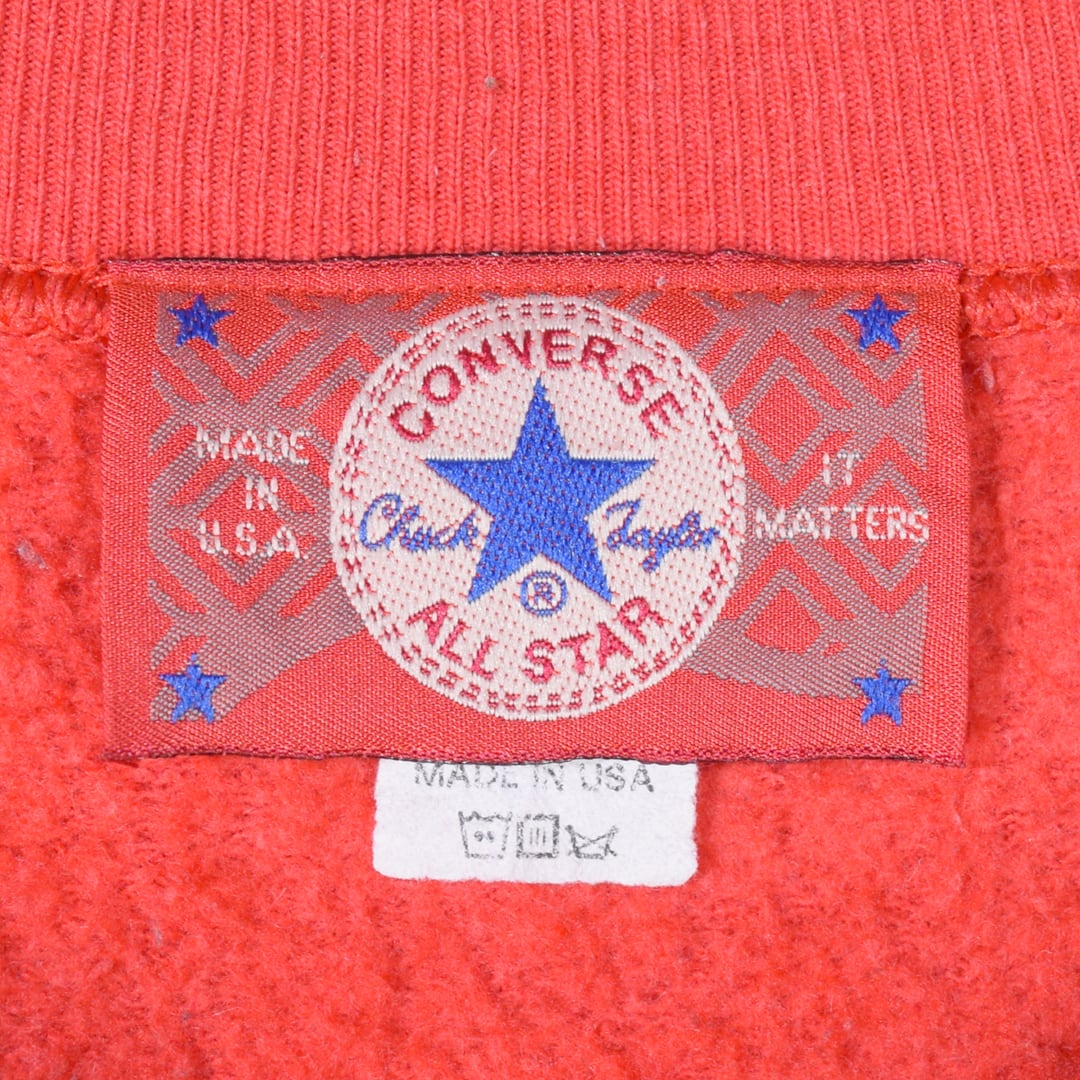 MADE
IN
U.S.A.
CONVERSE
Chuck Taylor
®
ALL STAR
IT
MATTERS
MADE IN USA